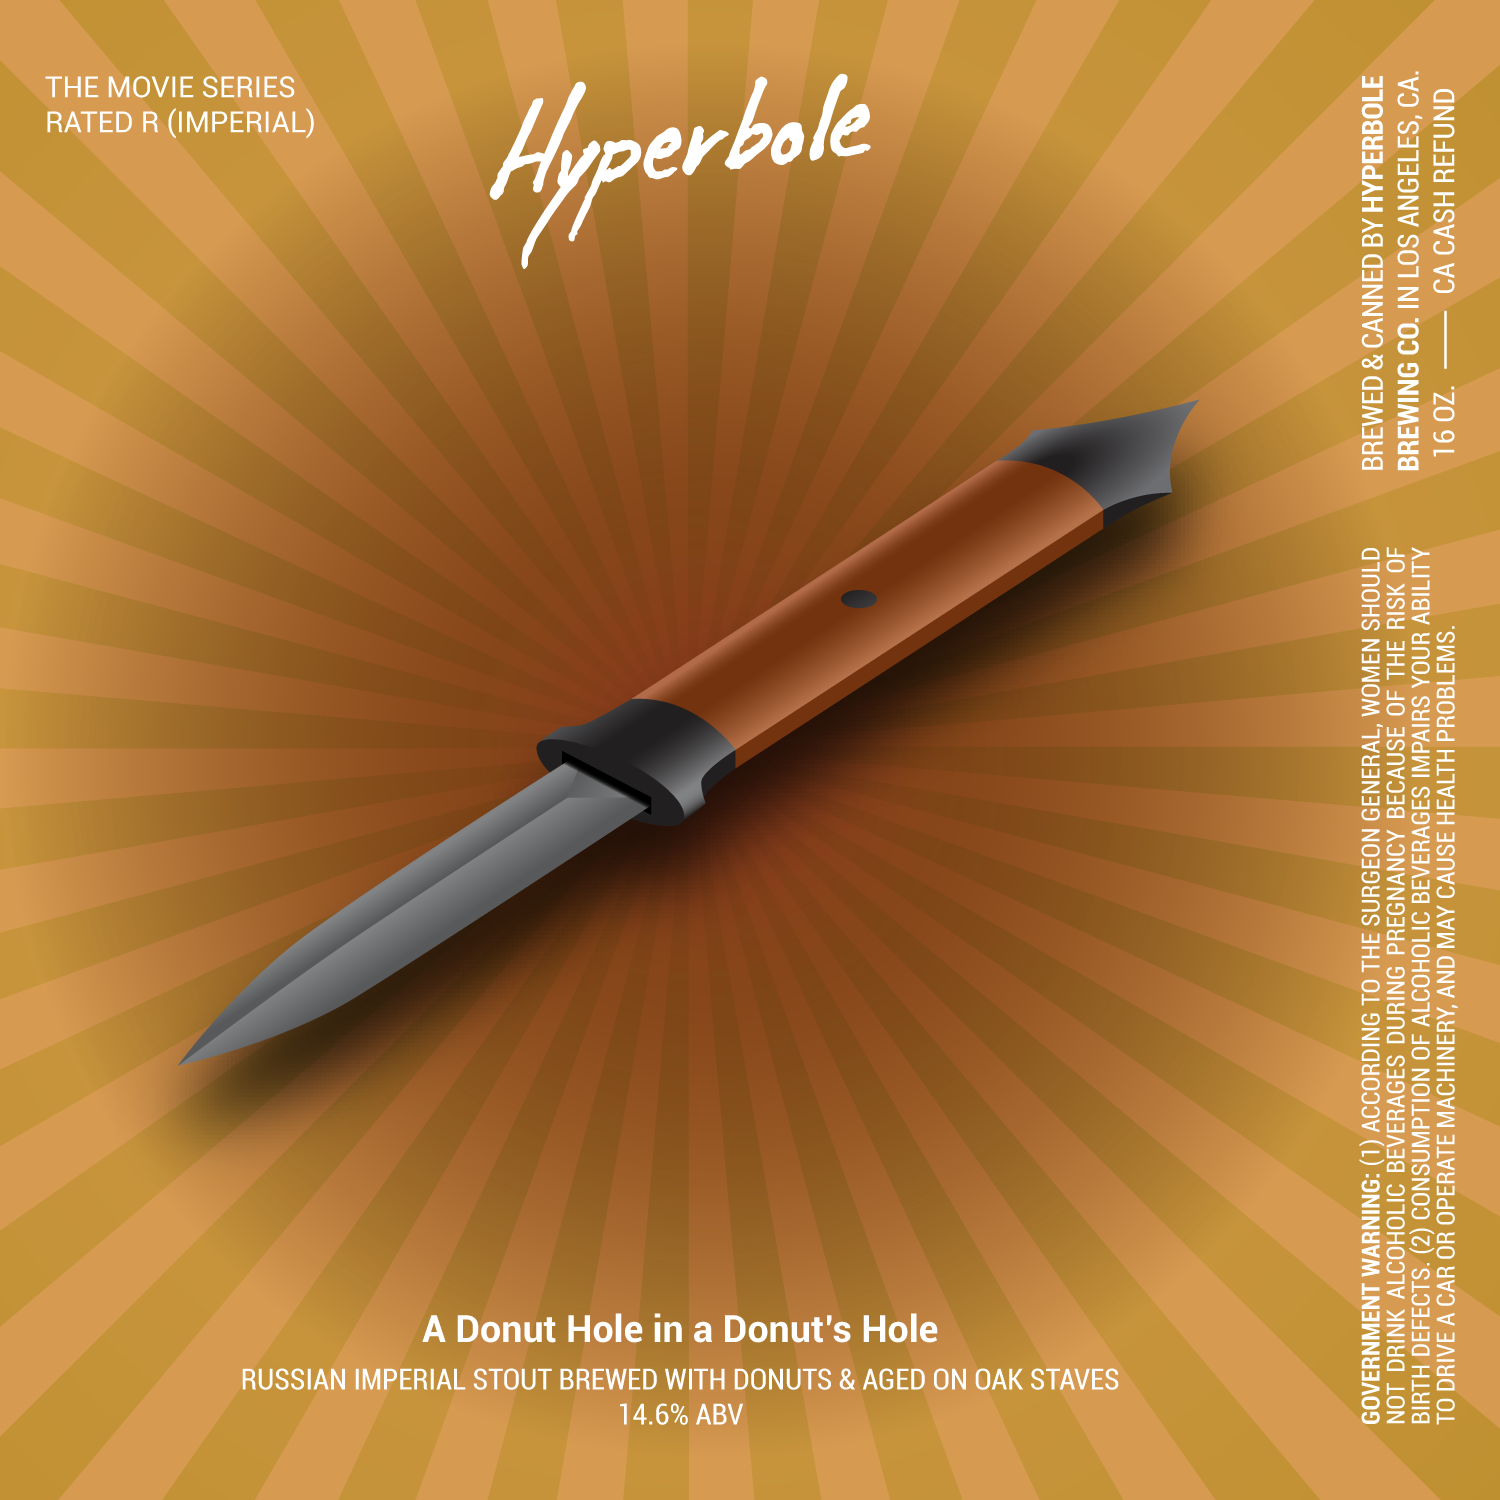 THE MOVIE SERIES
RATED R (IMPERIAL)
Hyperbole
BREWED & CANNED BY HYPERBOLE
BREWING CO. IN LOS ANGELES, CA.
16 OZ. —— CA CASH REFUND
GOVERNMENT WARNING: (1) ACCORDING TO THE SURGEON GENERAL, WOMEN SHOULD
NOT DRINK ALCOHOLIC BEVERAGES DURING PREGNANCY BECAUSE OF THE RISK OF
BIRTH DEFECTS. (2) CONSUMPTION OF ALCOHOLIC BEVERAGES IMPAIRS YOUR ABILITY
TO DRIVE A CAR OR OPERATE MACHINERY, AND MAY CAUSE HEALTH PROBLEMS.
A Donut Hole in a Donut's Hole
RUSSIAN IMPERIAL STOUT BREWED WITH DONUTS & AGED ON OAK STAVES
14.6% ABV